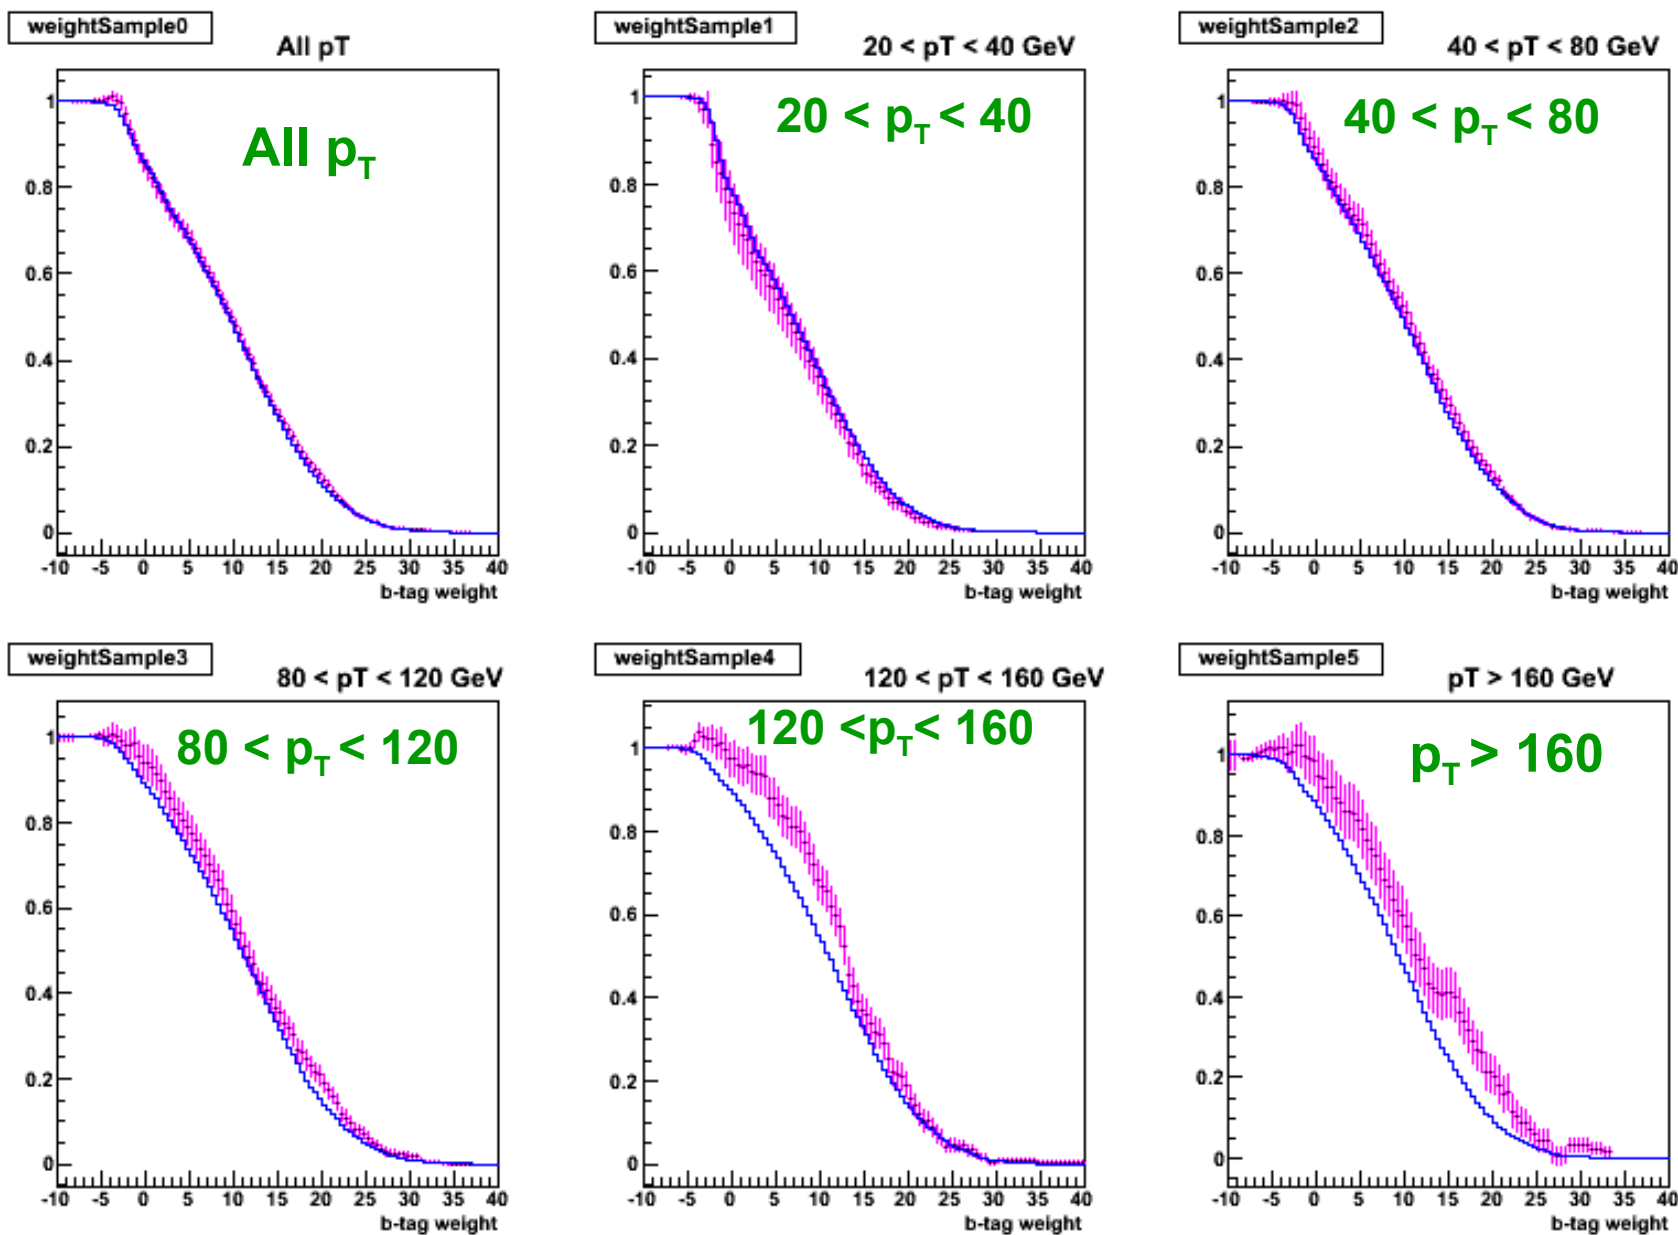 weightSample0
All pT
All pT
1
0.8
0.6
0.4
0.2
0
-10 -5 0 5 10 15 20 25 30 35 40
b-tag weight
weightSample1
20 < pT < 40 GeV
20 < pT < 40
1
0.8
0.6
0.4
0.2
0
-10 -5 0 5 10 15 20 25 30 35 40
b-tag weight
weightSample2
40 < pT < 80 GeV
40 < pT < 80
1
0.8
0.6
0.4
0.2
0
-10 -5 0 5 10 15 20 25 30 35 40
b-tag weight
weightSample3
80 < pT < 120 GeV
80 < pT < 120
1
0.8
0.6
0.4
0.2
0
-10 -5 0 5 10 15 20 25 30 35 40
b-tag weight
weightSample4
120 < pT < 160 GeV
120 <pT< 160
1
0.8
0.6
0.4
0.2
0
-10 -5 0 5 10 15 20 25 30 35 40
b-tag weight
weightSample5
pT > 160 GeV
pT > 160
1
0.8
0.6
0.4
0.2
0
-10 -5 0 5 10 15 20 25 30 35 40
b-tag weight